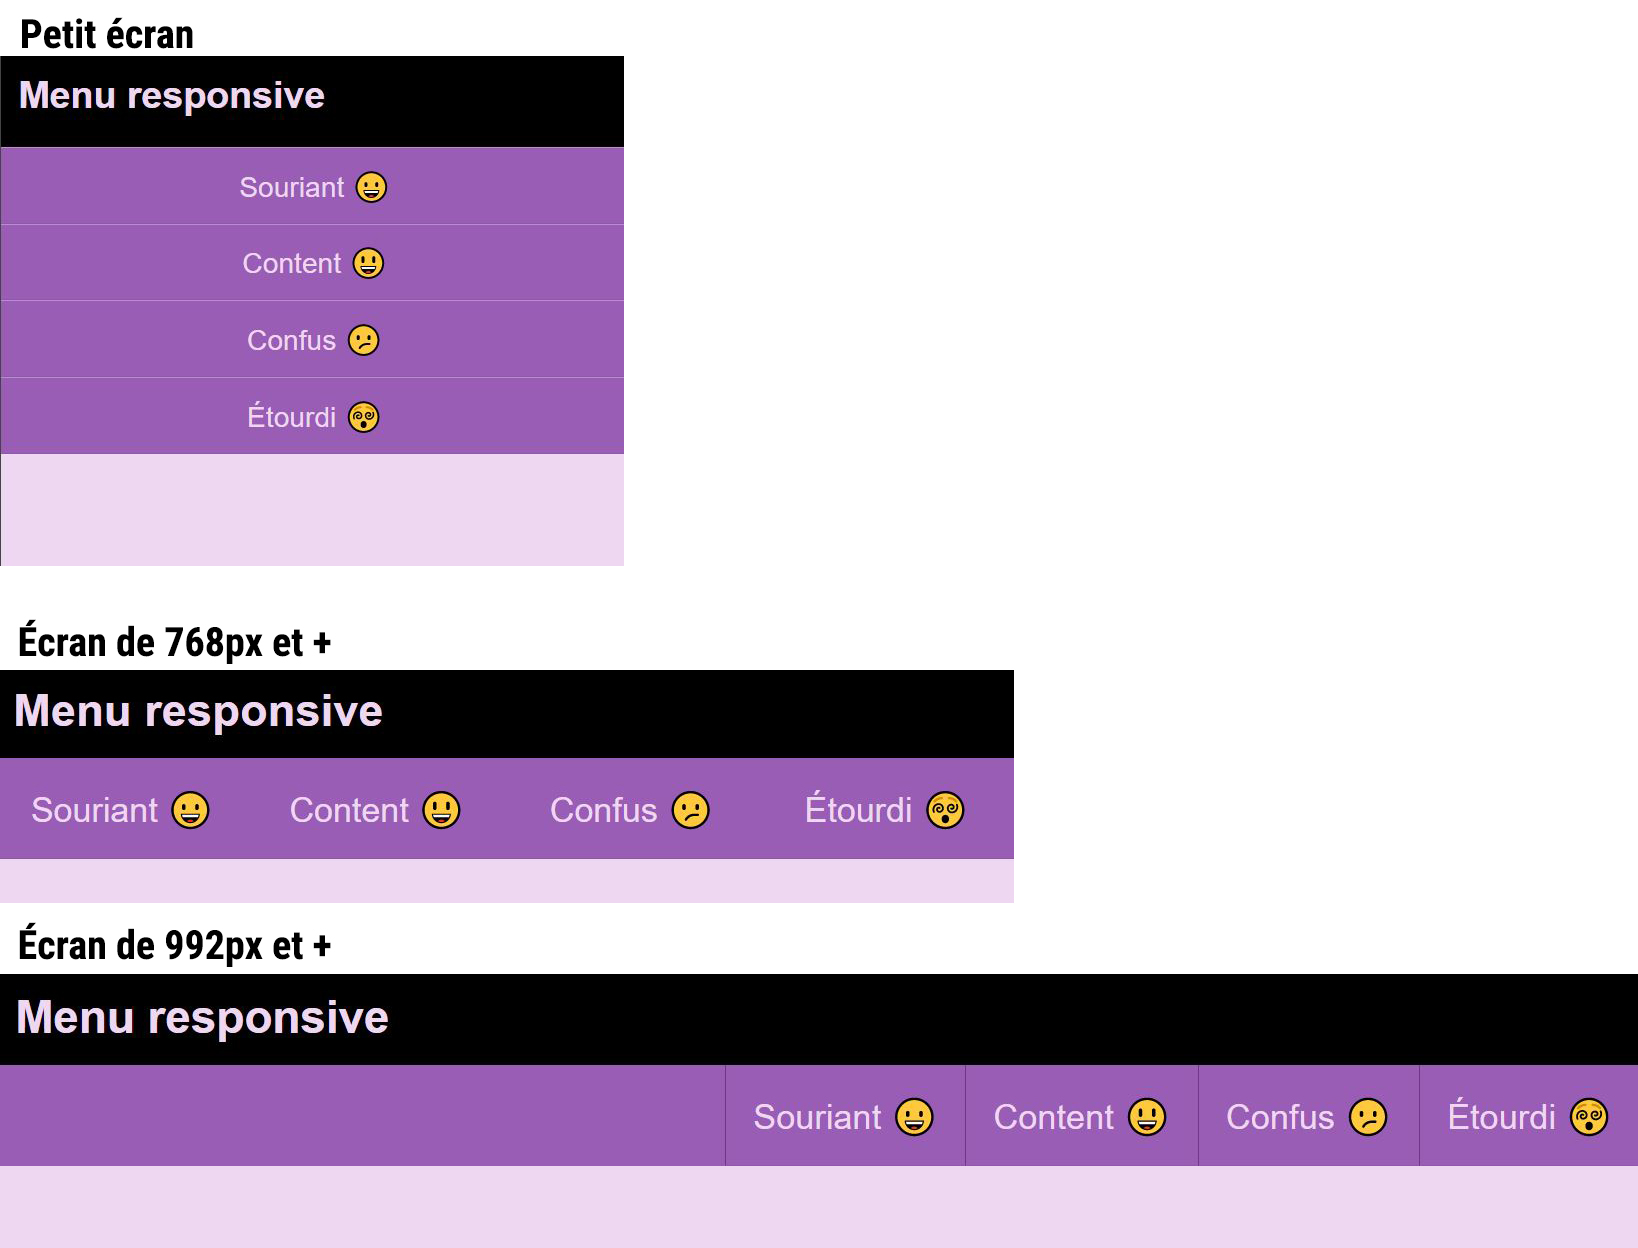 Petit écran
Menu responsive
Souriant 😀
Content 😃
Confus 😕
Étourdi 😵‍💫
Écran de 768px et +
Menu responsive
Souriant 😀 Content 😃 Confus 😕 Étourdi 😵‍💫
Écran de 992px et +
Menu responsive
Souriant 😀 Content 😃 Confus 😕 Étourdi 😵‍💫